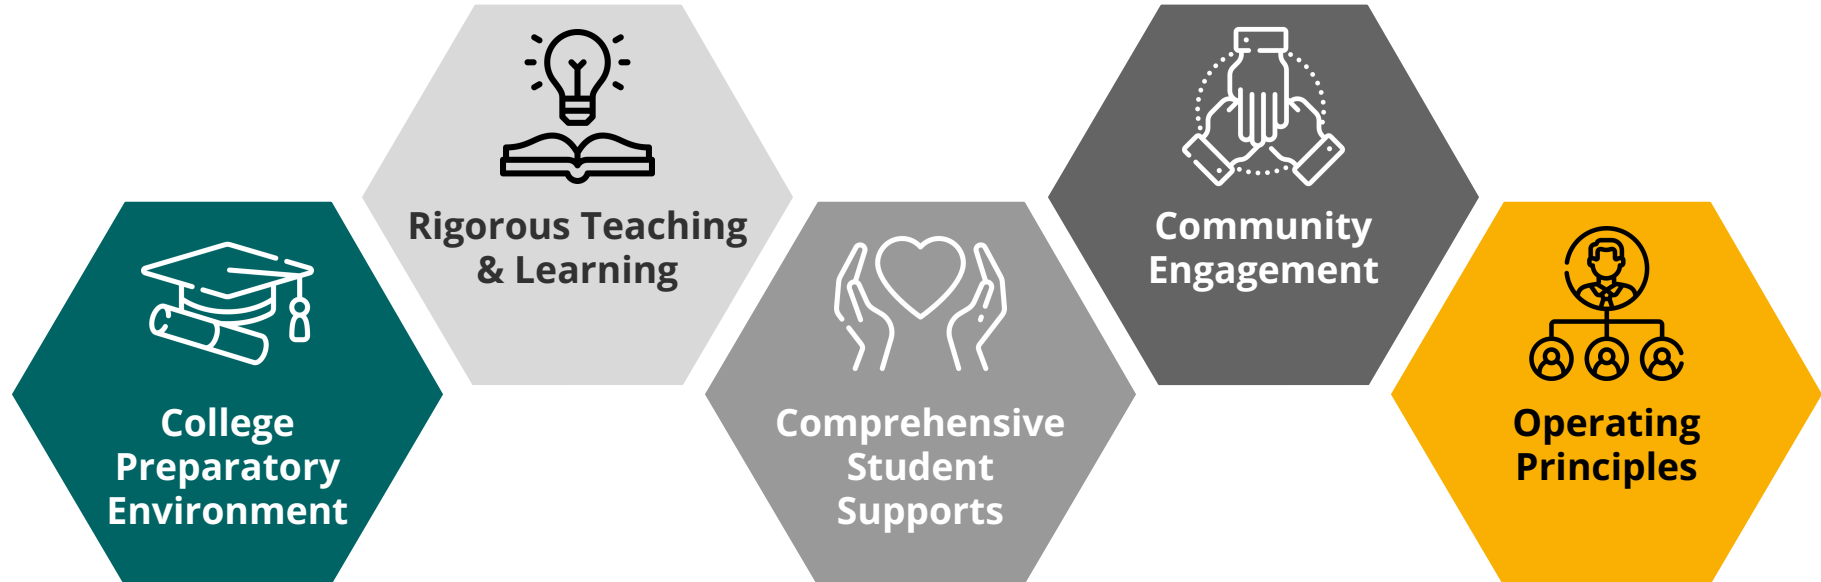 College
Preparatory
Environment
Rigorous Teaching
& Learning
Comprehensive
Student
Supports
Community
Engagement
Operating
Principles